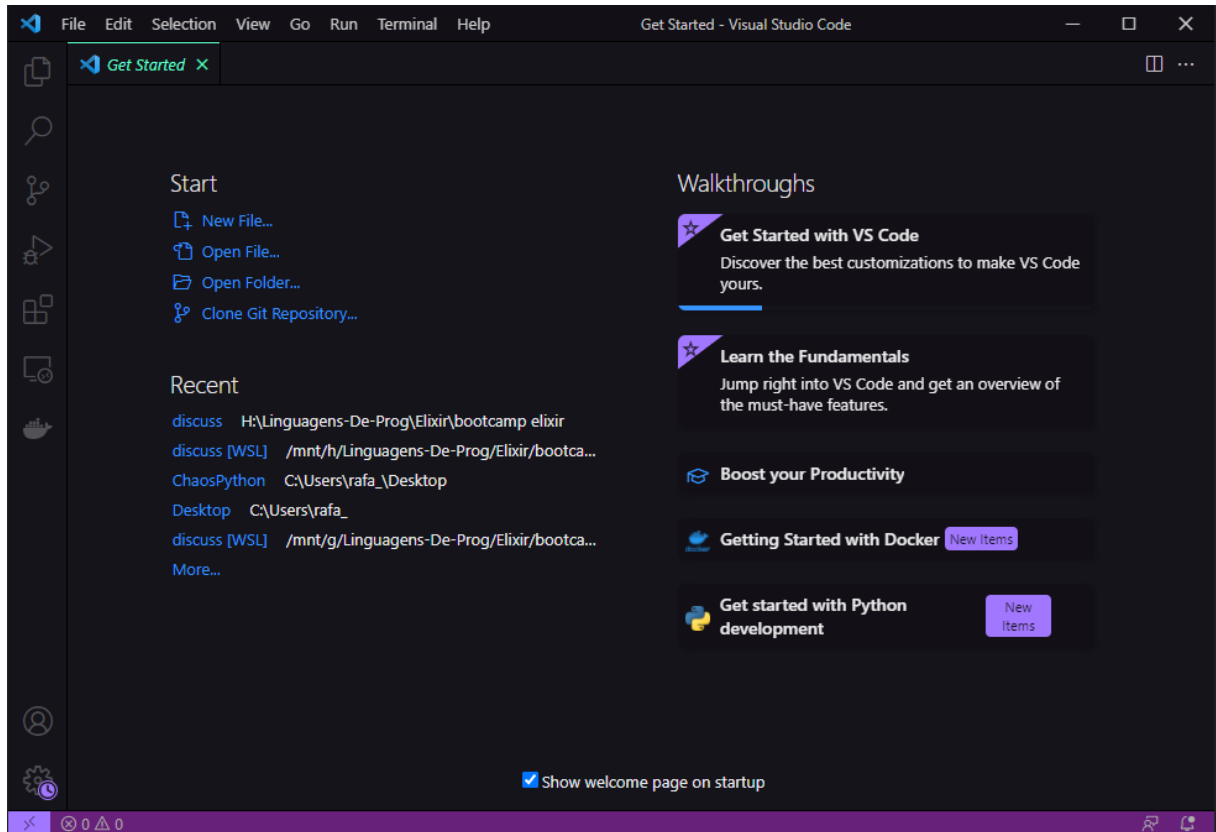 File Edit Selection View Go Run Terminal Help Get Started - Visual Studio Code
Get Started
Start
New File...
Open File...
Open Folder...
Clone Git Repository...
Recent
discuss H:\Linguagens-De-Prog\Elixir\bootcamp elixir
discuss [WSL] /mnt/h/Linguagens-De-Prog/Elixir/bootca...
ChaosPython C:\Users\rafa_\Desktop
Desktop C:\Users\rafa_
discuss [WSL] /mnt/g/Linguagens-De-Prog/Elixir/bootca...
More...
Walkthroughs
Get Started with VS Code
Discover the best customizations to make VS Code
yours.
Learn the Fundamentals
Jump right into VS Code and get an overview of
the must-have features.
Boost your Productivity
Getting Started with Docker New Items
Get started with Python
development
New
Items
Show welcome page on startup
0 0